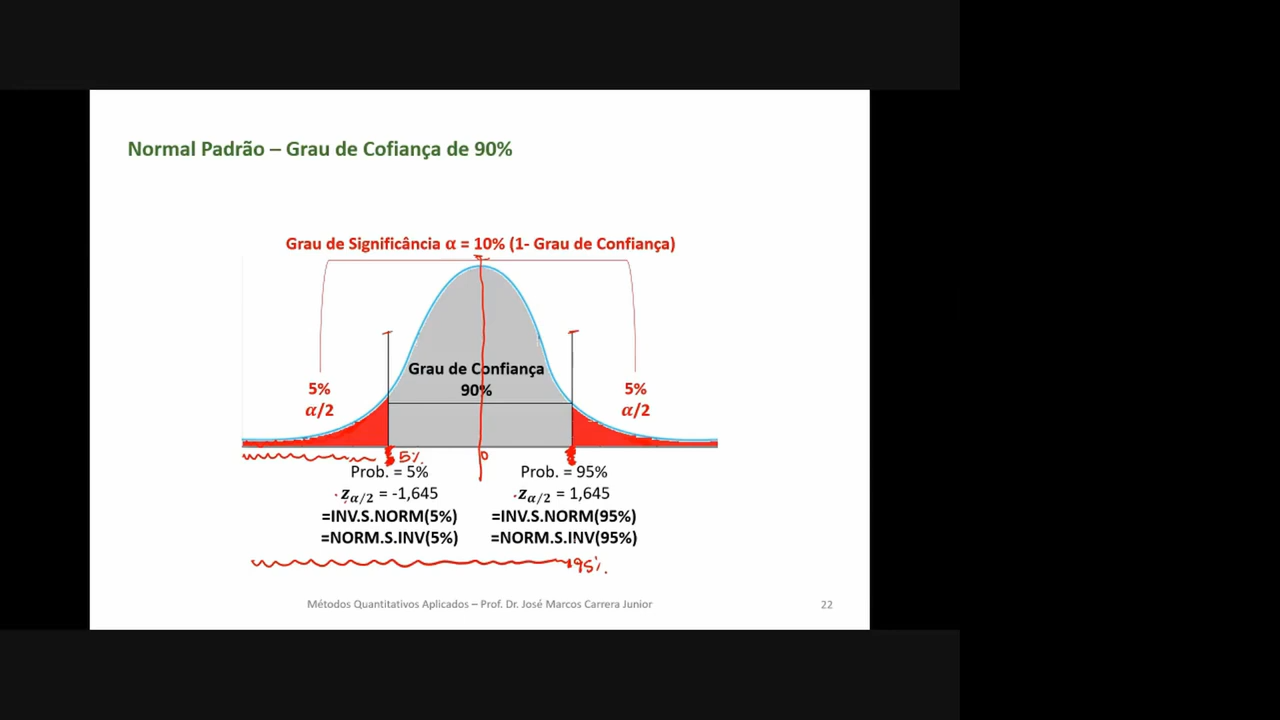 Normal Padrão – Grau de Cofiança de 90%
Grau de Significância α = 10% (1- Grau de Confiança)
Grau de Confiança
90%
5%
α/2
5%
α/2
5%
0
Prob. = 5%
zα/2 = -1,645
=INV.S.NORM(5%)
=NORM.S.INV(5%)
Prob. = 95%
zα/2 = 1,645
=INV.S.NORM(95%)
=NORM.S.INV(95%)
95%
Métodos Quantitativos Aplicados – Prof. Dr. José Marcos Carrera Junior
22